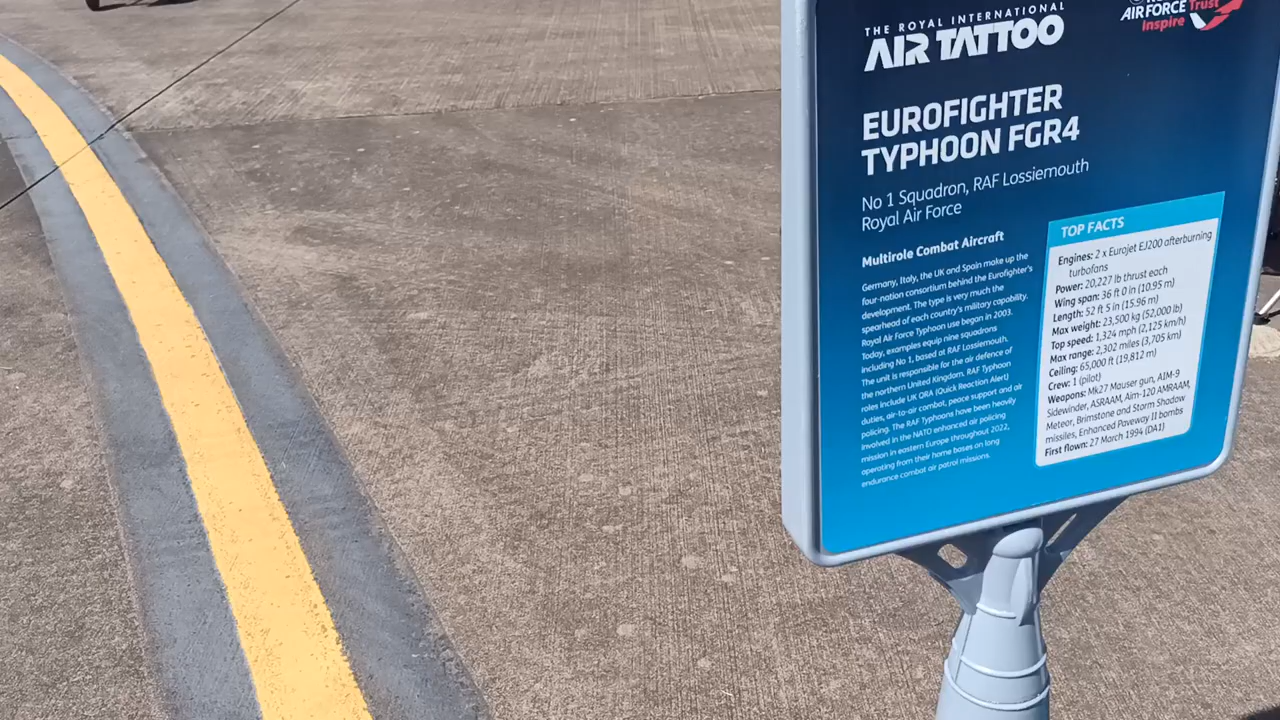 THE ROYAL INTERNATIONAL
AIR TATTOO
AIR FORCE Trust
Inspire
EUROFIGHTER
TYPHOON FGR4
No 1 Squadron, RAF Lossiemouth
Royal Air Force
Multirole Combat Aircraft
Germany, Italy, the UK and Spain make up the
four-nation consortium behind the Eurofighter's
development. The type is very much the
spearhead of each country's military capability.
Royal Air Force Typhoon use began in 2003.
Today, examples equip nine squadrons
including No 1, based at RAF Lossiemouth.
The unit is responsible for the air defence of
the northern United Kingdom. RAF Typhoon
roles include UK QRA (Quick Reaction Alert)
duties, air-to-air combat, peace support and air
policing. The RAF Typhoons have been heavily
involved in the NATO enhanced air policing
mission in eastern Europe throughout 2022,
operating from their home bases on long
endurance combat air patrol missions.
TOP FACTS
Engines: 2 x Eurojet EJ200 afterburning
turbofans
Power: 20,227 lb thrust each
Wing span: 36 ft 0 in (10.95 m)
Length: 52 ft 5 in (15.96 m)
Max weight: 23,500 kg (52,000 lb)
Top speed: 1,324 mph (2,125 km/h)
Max range: 2,302 miles (3,705 km)
Ceiling: 65,000 ft (19,812 m)
Crew: 1 (pilot)
Weapons: Mk27 Mauser gun, AIM-9
Sidewinder, ASRAAM, Aim-120 AMRAAM,
Meteor, Brimstone and Storm Shadow
missiles, Enhanced Paveway II bombs
First flown: 27 March 1994 (DA1)